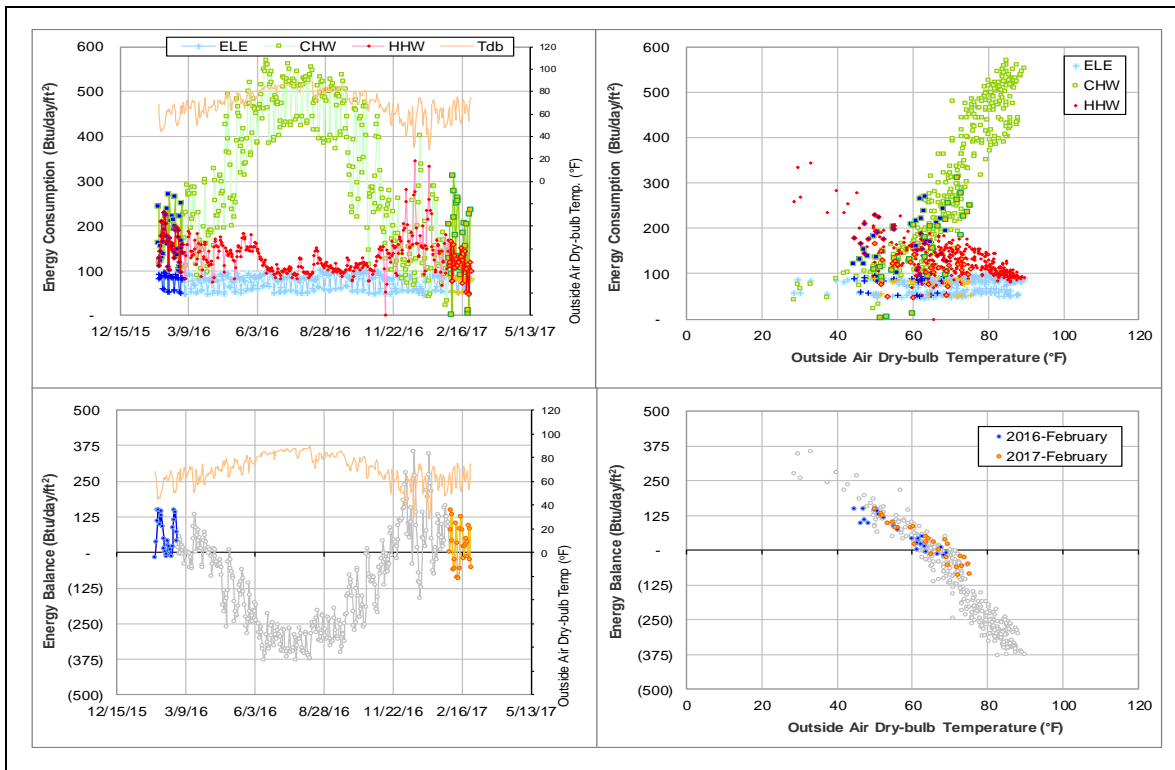 ELE CHW HHW Tdb
Energy Consumption (Btu/day/ft²)
600
500
400
300
200
100
-
120
100
80
60
40
20
0
Outside Air Dry-bulb Temp. (°F)
12/15/15 3/9/16 6/3/16 8/28/16 11/22/16 2/16/17 5/13/17
Energy Consumption (Btu/day/ft²)
600
500
400
300
200
100
-
ELE
CHW
HHW
0 20 40 60 80 100 120
Outside Air Dry-bulb Temperature (°F)
Energy Balance (Btu/day/ft²)
500
375
250
125
-
(125)
(250)
(375)
(500)
120
100
80
60
40
20
0
Outside Air Dry-bulb Temp (°F)
12/15/15 3/9/16 6/3/16 8/28/16 11/22/16 2/16/17 5/13/17
Energy Balance (Btu/day/ft²)
500
375
250
125
-
(125)
(250)
(375)
(500)
2016-February
2017-February
0 20 40 60 80 100 120
Outside Air Dry-bulb Temperature (°F)